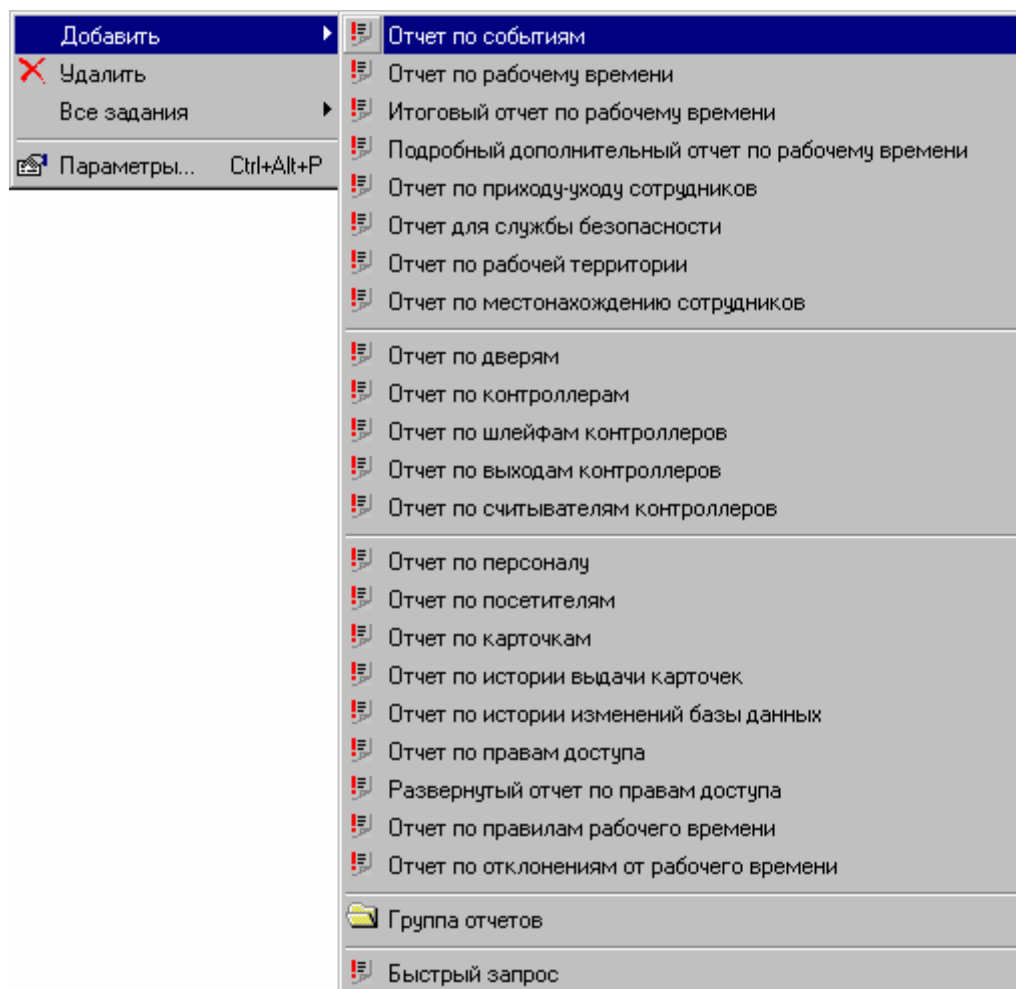 Добавить
Удалить
Все задания
Параметры... Ctrl+Alt+P
Отчет по событиям
Отчет по рабочему времени
Итоговый отчет по рабочему времени
Подробный дополнительный отчет по рабочему времени
Отчет по приходу-уходу сотрудников
Отчет для службы безопасности
Отчет по рабочей территории
Отчет по местонахождению сотрудников
Отчет по дверям
Отчет по контроллерам
Отчет по шлейфам контроллеров
Отчет по выходам контроллеров
Отчет по считывателям контроллеров
Отчет по персоналу
Отчет по посетителям
Отчет по карточкам
Отчет по истории выдачи карточек
Отчет по истории изменений базы данных
Отчет по правам доступа
Развернутый отчет по правам доступа
Отчет по правилам рабочего времени
Отчет по отклонениям от рабочего времени
Группа отчетов
Быстрый запрос